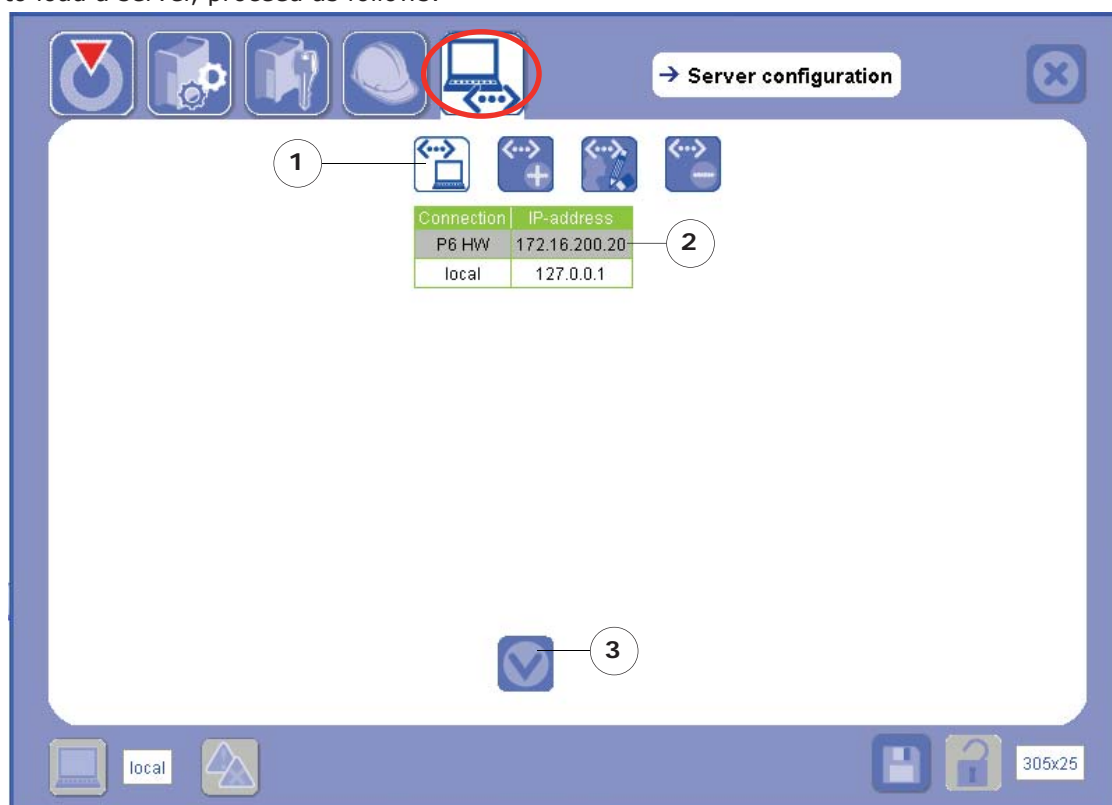 to load a server, proceed as follows:
→ Server configuration
1
Connection IP-address
P6 HW 172.16.200.20
2
local 127.0.0.1
3
local
305x25